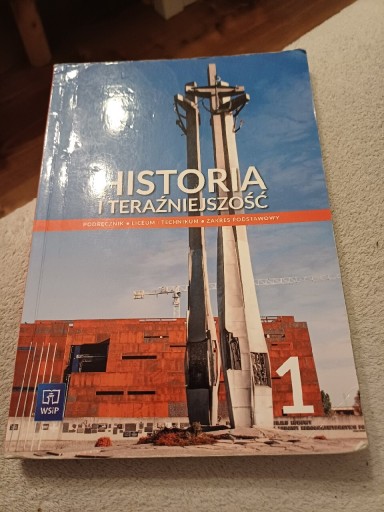 HISTORIA
I TERAŹNIEJSZOŚĆ
PODRĘCZNIK • LICEUM I TECHNIKUM • ZAKRES PODSTAWOWY
1
WSiP